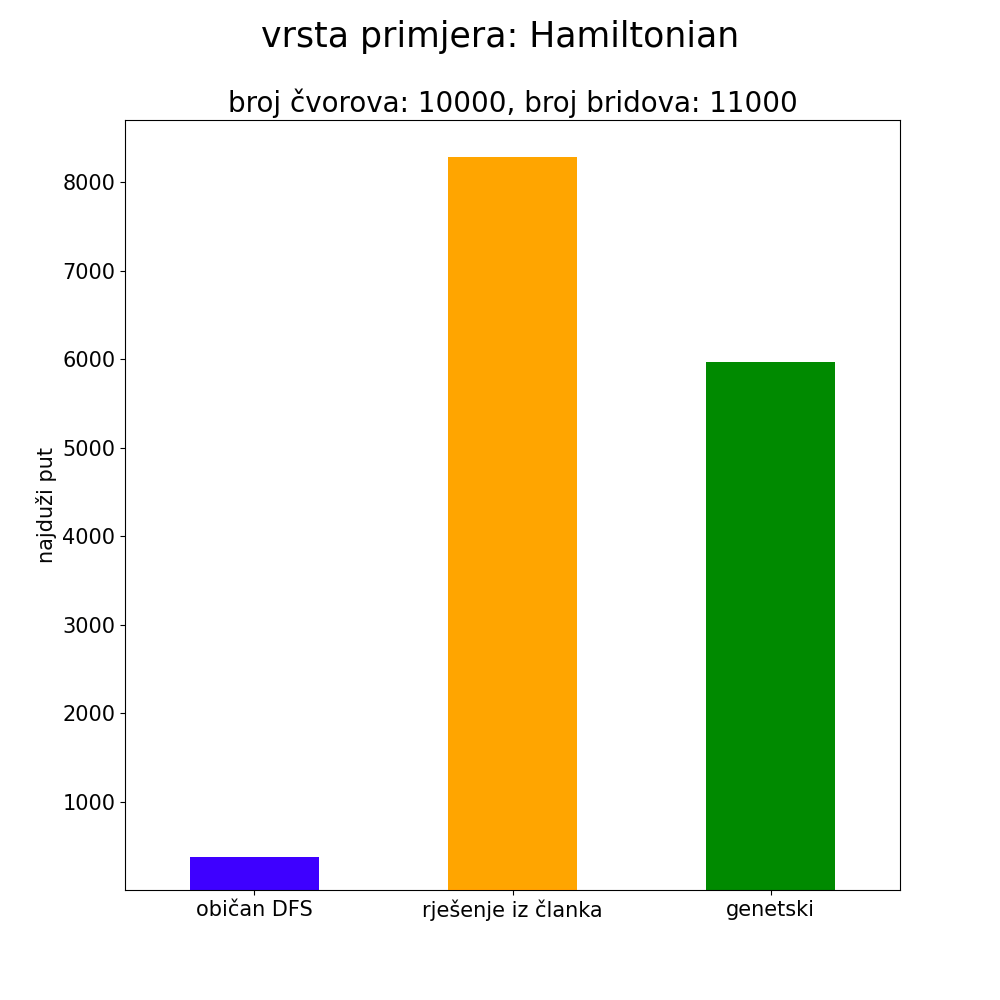 vrsta primjera: Hamiltonian
broj čvorova: 10000, broj bridova: 11000
8000
7000
6000
5000
4000
3000
2000
1000
najduži put
običan DFS
rješenje iz članka
genetski